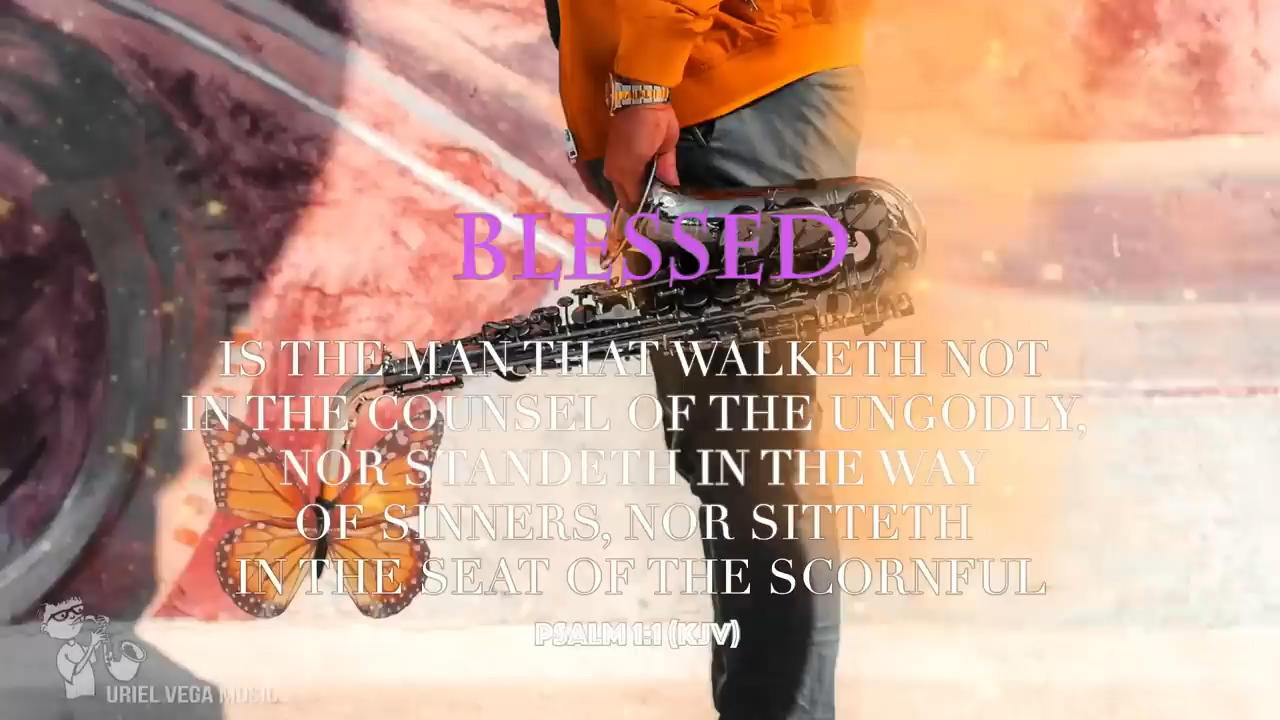 BLESSED
IS THE MAN THAT WALKETH NOT
IN THE COUNSEL OF THE UNGODLY,
NOR STANDETH IN THE WAY
OF SINNERS, NOR SITTETH
IN THE SEAT OF THE SCORNFUL
PSALM 1:1 (KJV)
URIEL VEGA MUSIC